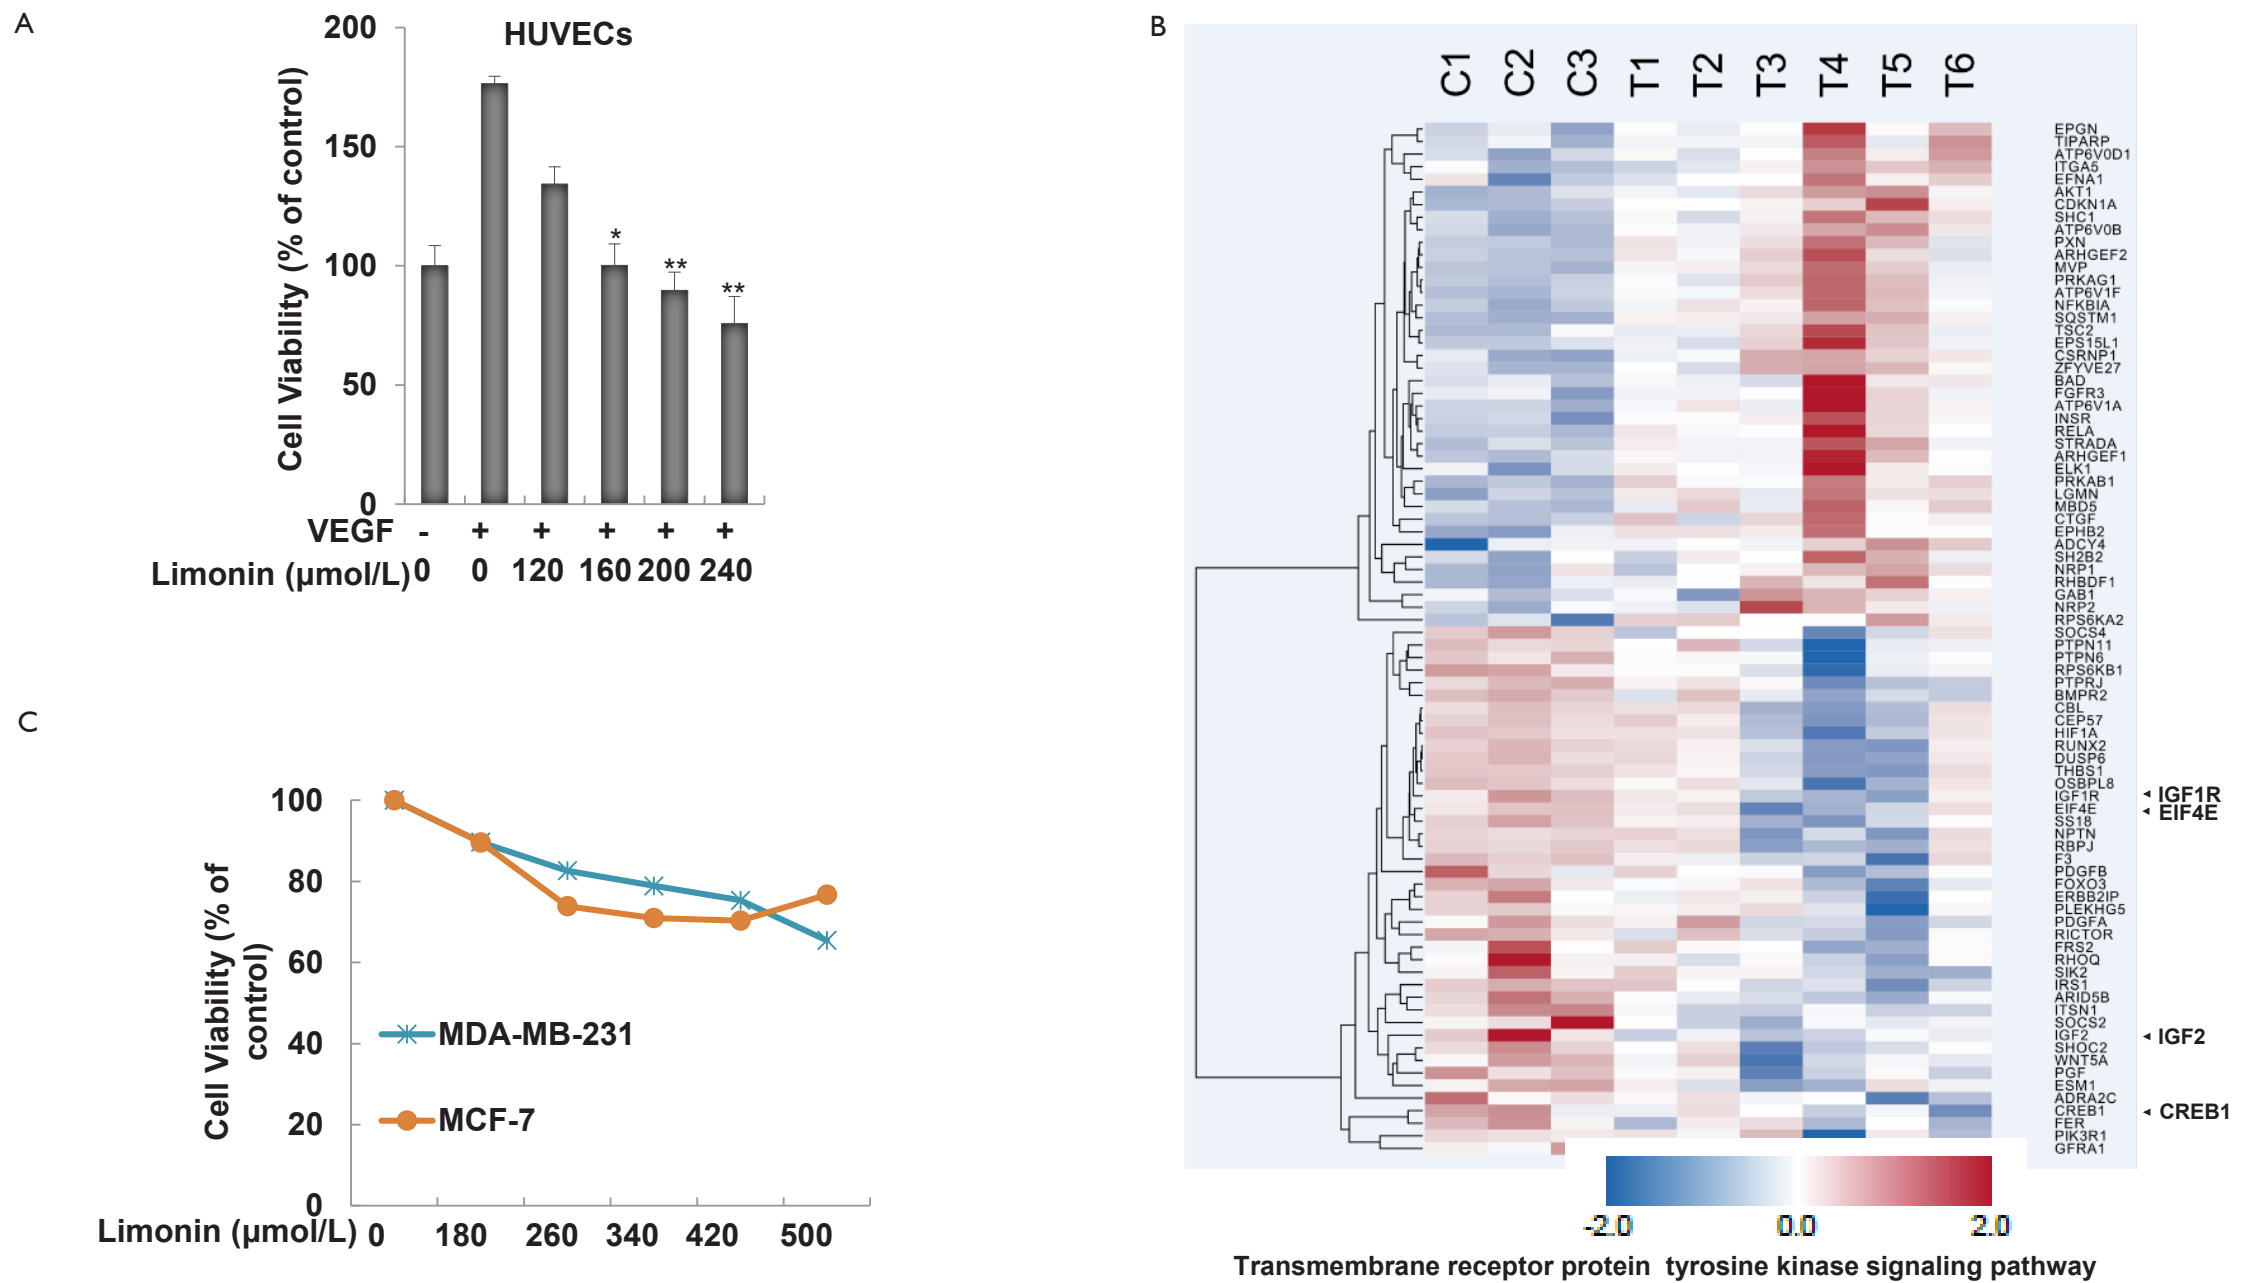 A
200
HUVECs
150
100
50
0
Cell Viability (% of control)
*
**
**
VEGF - + + + + +
Limonin (µmol/L) 0 0 120 160 200 240
B
C1 C2 C3 T1 T2 T3 T4 T5 T6
EPGN
TIPARP
ATP6V0D1
ITGA5
EFNA1
AKT1
CDKN1A
SHC1
ATP6V0B
PXN
ARHGEF2
MVP
PRKAG1
ATP6V1F
NFKBIA
SQSTM1
TSC2
EPS15L1
CSRNP1
ZFYVE27
BAD
FGFR3
ATP6V1A
INSR
RELA
STRADA
ARHGEF1
ELK1
PRKAB1
LGMN
MBD5
CTGF
EPHB2
ADCY4
SH2B2
NRP1
RHBDF1
GAB1
NRP2
RPS6KA2
SOCS4
PTPN11
PTPN6
RPS6KB1
PTPRJ
BMPR2
CBL
CEP57
HIF1A
RUNX2
DUSP6
THBS1
OSBPL8
IGF1R
EIF4E
SS18
NPTN
RBPJ
F3
PDGFB
FOXO3
ERBB2IP
PLEKHG5
PDGFA
RICTOR
FRS2
RHOQ
SIK2
IRS1
ARID5B
ITSN1
SOCS2
IGF2
SHOC2
WNT5A
PGF
ESM1
ADRA2C
CREB1
FER
PIK3R1
GFRA1
IGF1R
EIF4E
IGF2
CREB1
-2.0 0.0 2.0
Transmembrane receptor protein tyrosine kinase signaling pathway
C
100
80
60
40
20
0
Cell Viability (% of
control)
MDA-MB-231
MCF-7
Limonin (µmol/L) 0 180 260 340 420 500